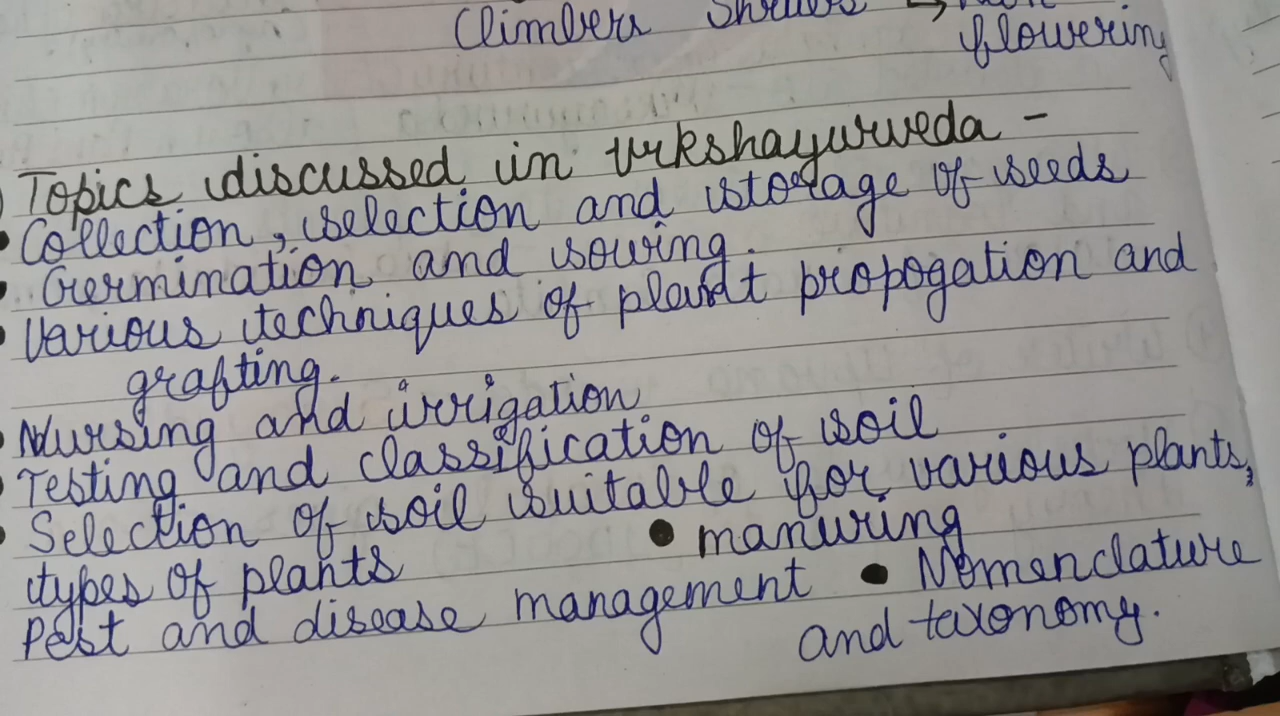 Climbers Shrubs →
flowering
Topics discussed in Vrkshayurveda -
• Collection, selection and storage of seeds
• Germination and sowing.
• Various techniques of plant propogation and
grafting.
• Nursing and irrigation
• Testing and classification of soil
• Selection of soil suitable for various plants,
types of plants • manuring
Pest and disease management • Nomenclature
and taxonomy.